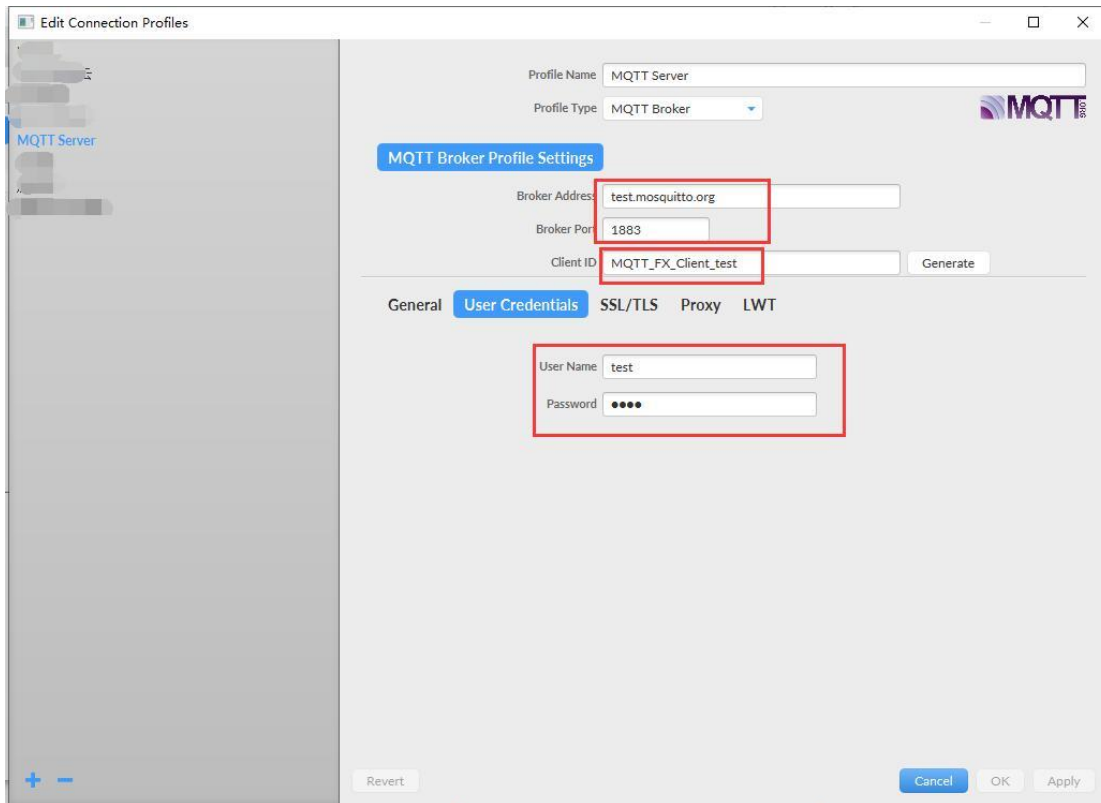 Edit Connection Profiles
MQTT Server
Profile Name MQTT Server
Profile Type MQTT Broker
MQTT.ORG
MQTT Broker Profile Settings
Broker Address test.mosquitto.org
Broker Port 1883
Client ID MQTT_FX_Client_test Generate
General User Credentials SSL/TLS Proxy LWT
User Name test
Password ●●●●
Revert Cancel OK Apply